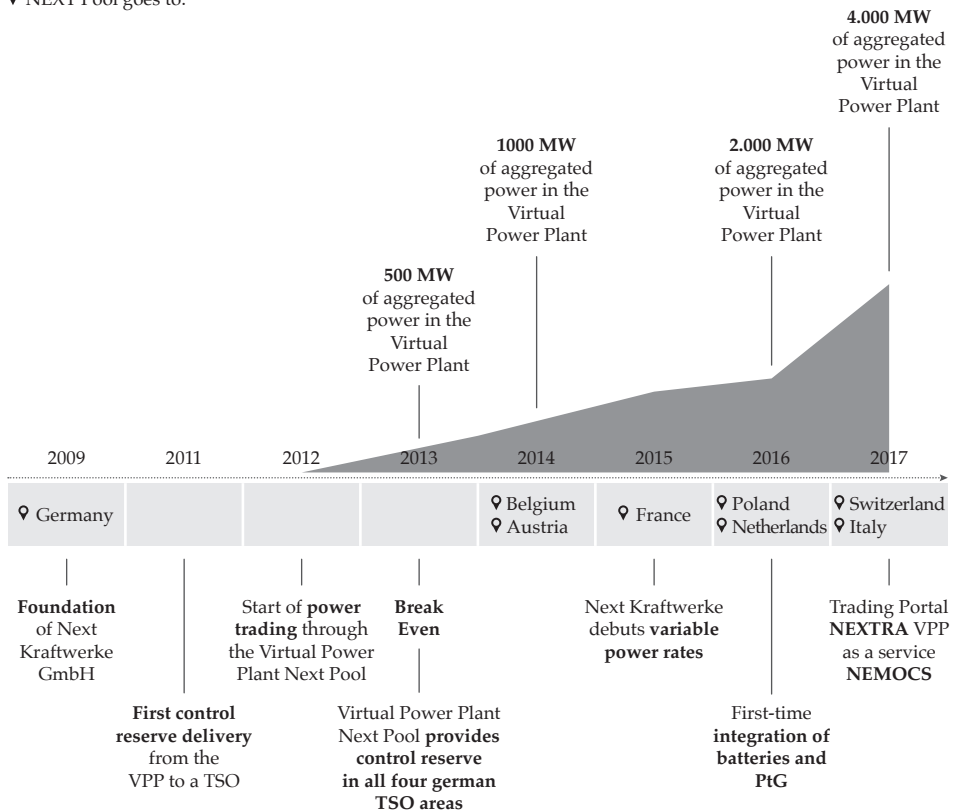 NEXT Pool goes to:
4.000 MW
of aggregated
power in the
Virtual
Power Plant
1000 MW
of aggregated
power in the
Virtual
Power Plant
2.000 MW
of aggregated
power in the
Virtual
Power Plant
500 MW
of aggregated
power in the
Virtual
Power Plant
2009
2011
2012
2013
2014
2015
2016
2017
Germany
Belgium
Austria
France
Poland
Netherlands
Switzerland
Italy
Foundation
of Next
Kraftwerke
GmbH
First control
reserve delivery
from the
VPP to a TSO
Start of power
trading through
the Virtual Power
Plant Next Pool
Break
Even
Virtual Power Plant
Next Pool provides
control reserve
in all four german
TSO areas
Next Kraftwerke
debuts variable
power rates
First-time
integration of
batteries and
PtG
Trading Portal
NEXTRA VPP
as a service
NEMOCS